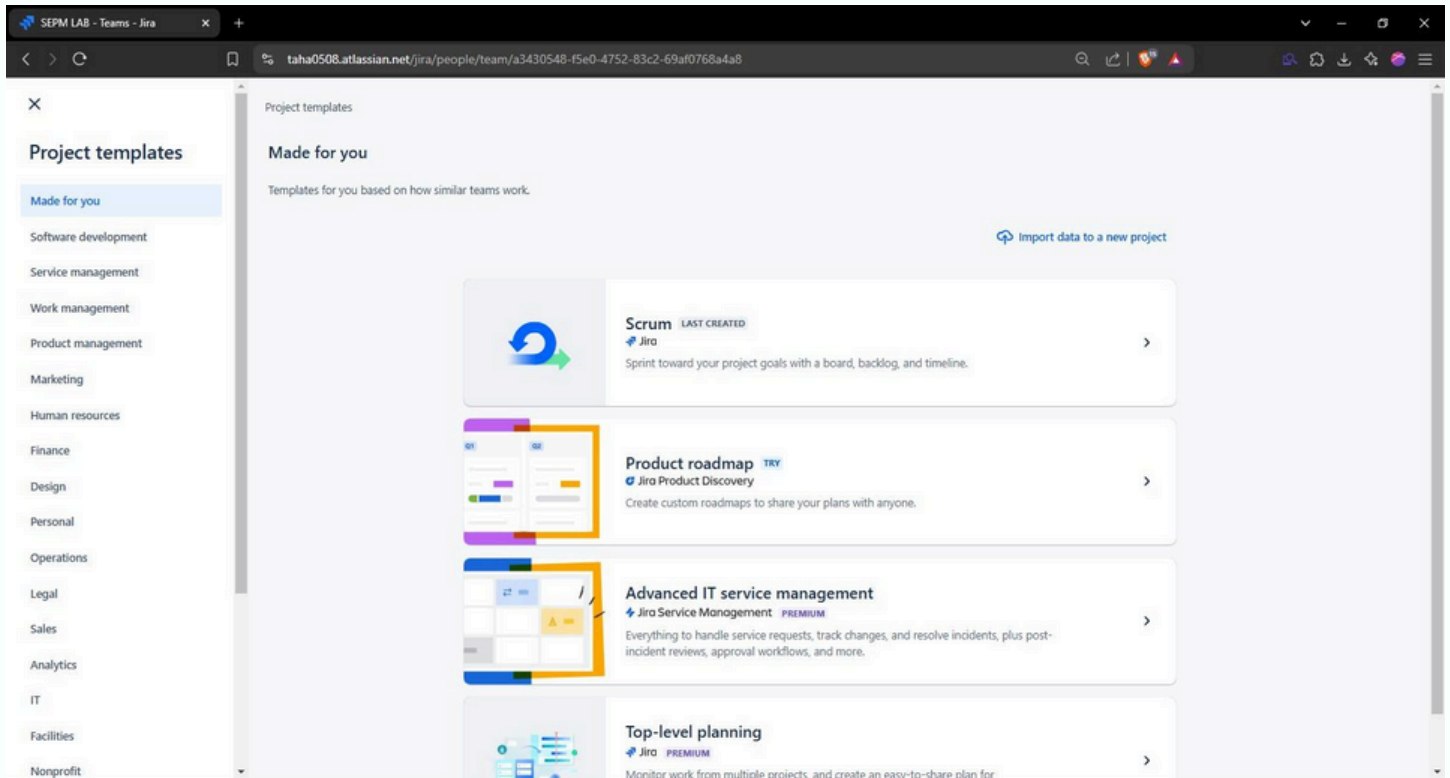 SEPM LAB - Teams - Jira
taha0508.atlassian.net/jira/people/team/a3430548-f5e0-4752-83c2-69af0768a4a8
Project templates
Made for you
Software development
Service management
Work management
Product management
Marketing
Human resources
Finance
Design
Personal
Operations
Legal
Sales
Analytics
IT
Facilities
Nonprofit
Project templates
Made for you
Templates for you based on how similar teams work.
Import data to a new project
Scrum LAST CREATED
Jira
Sprint toward your project goals with a board, backlog, and timeline.
Q1 Q2
Product roadmap TRY
Jira Product Discovery
Create custom roadmaps to share your plans with anyone.
Advanced IT service management
Jira Service Management PREMIUM
Everything to handle service requests, track changes, and resolve incidents, plus post-
incident reviews, approval workflows, and more.
Top-level planning
Jira PREMIUM
Monitor work from multiple projects, and create an easy-to-share plan for